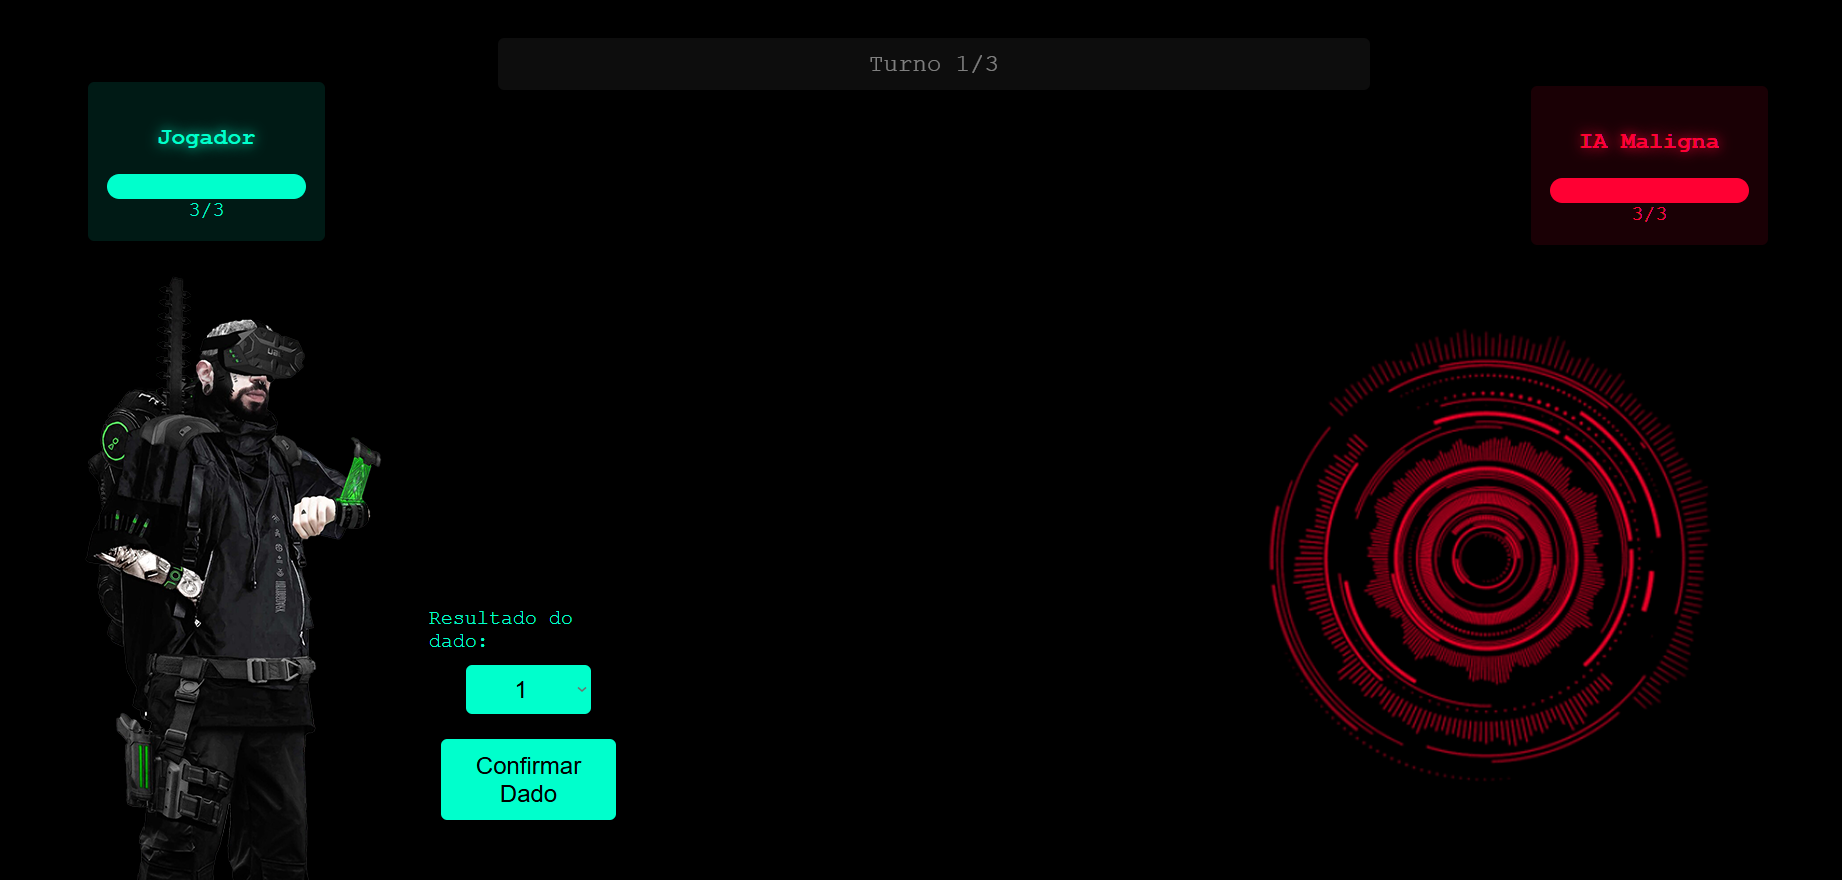 Turno 1/3
Jogador
3/3
IA Maligna
3/3
Resultado do
dado:
1
Confirmar
Dado